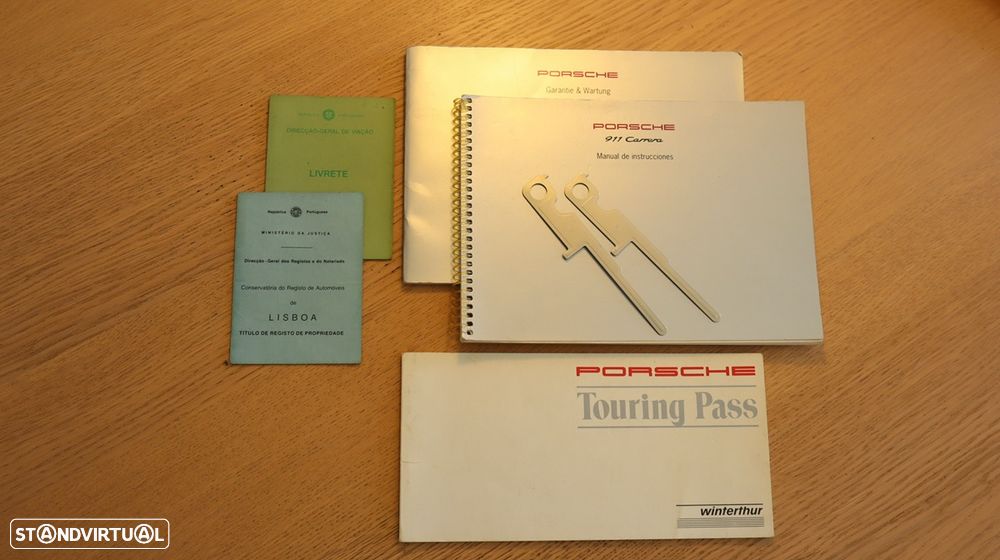 PORSCHE
Garantie & Wartung
PORSCHE
911 Carrera
Manual de instrucciones
DIRECÇÃO-GERAL DE VIAÇÃO
LIVRETE
República Portuguesa
MINISTÉRIO DA JUSTIÇA
Direcção-Geral dos Registos e do Notariado
Conservatória do Registo de Automóveis
de
LISBOA
TÍTULO DE REGISTO DE PROPRIEDADE
PORSCHE
Touring Pass
winterthur
STANDVIRTUAL